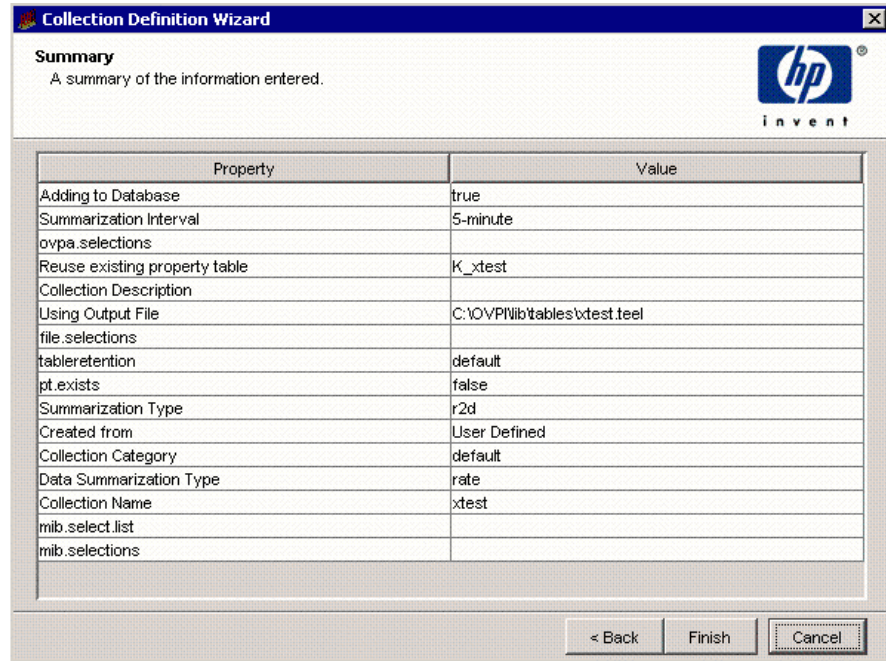 Collection Definition Wizard
Summary
A summary of the information entered.
hp
®
invent
Property Value
Adding to Database true
Summarization Interval 5-minute
ovpa.selections
Reuse existing property table K_xtest
Collection Description
Using Output File C:\OVPI\lib\tables\xtest.teel
file.selections
tableretention default
pt.exists false
Summarization Type r2d
Created from User Defined
Collection Category default
Data Summarization Type rate
Collection Name xtest
mib.select.list
mib.selections
< Back Finish Cancel